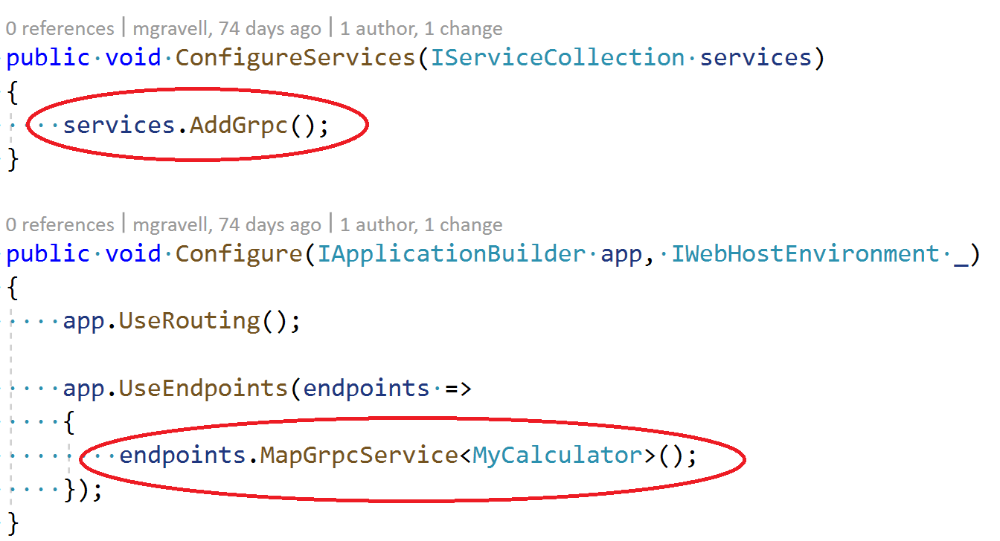 0 references | mgravell, 74 days ago | 1 author, 1 change
public void ConfigureServices(IServiceCollection services)
{
    services.AddGrpc();
}
0 references | mgravell, 74 days ago | 1 author, 1 change
public void Configure(IApplicationBuilder app, IWebHostEnvironment _)
{
    app.UseRouting();
    app.UseEndpoints(endpoints =>
    {
        endpoints.MapGrpcService<MyCalculator>();
    });
}